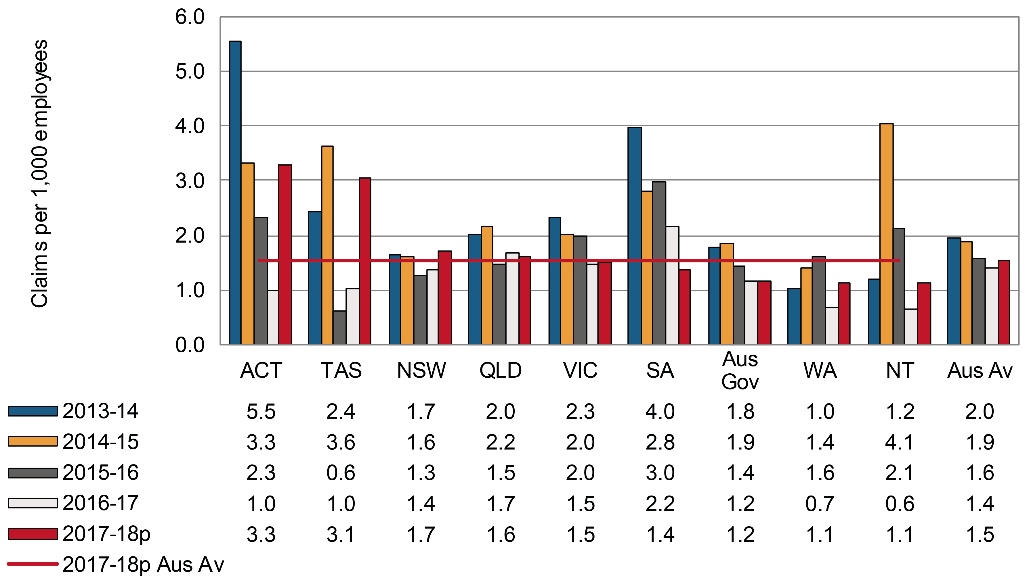 Claims per 1,000 employees
6.0
5.0
4.0
3.0
2.0
1.0
0.0
ACT TAS NSW QLD VIC SA Aus Gov WA NT Aus Av
2013-14 5.5 2.4 1.7 2.0 2.3 4.0 1.8 1.0 1.2 2.0
2014-15 3.3 3.6 1.6 2.2 2.0 2.8 1.9 1.4 4.1 1.9
2015-16 2.3 0.6 1.3 1.5 2.0 3.0 1.4 1.6 2.1 1.6
2016-17 1.0 1.0 1.4 1.7 1.5 2.2 1.2 0.7 0.6 1.4
2017-18p 3.3 3.1 1.7 1.6 1.5 1.4 1.2 1.1 1.1 1.5
2017-18p Aus Av